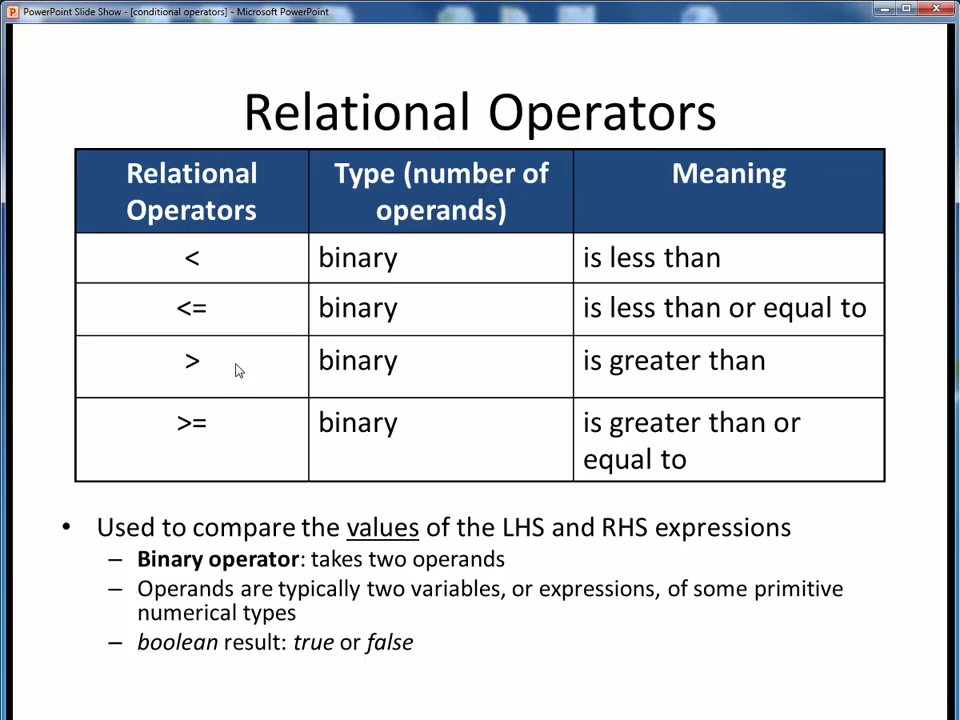 PowerPoint Slide Show - [conditional operators] - Microsoft PowerPoint
Relational Operators
Relational
Operators
Type (number of
operands)
Meaning
<
binary
is less than
<=
binary
is less than or equal to
>
binary
is greater than
>=
binary
is greater than or
equal to
• Used to compare the values of the LHS and RHS expressions
– Binary operator: takes two operands
– Operands are typically two variables, or expressions, of some primitive
numerical types
– boolean result: true or false